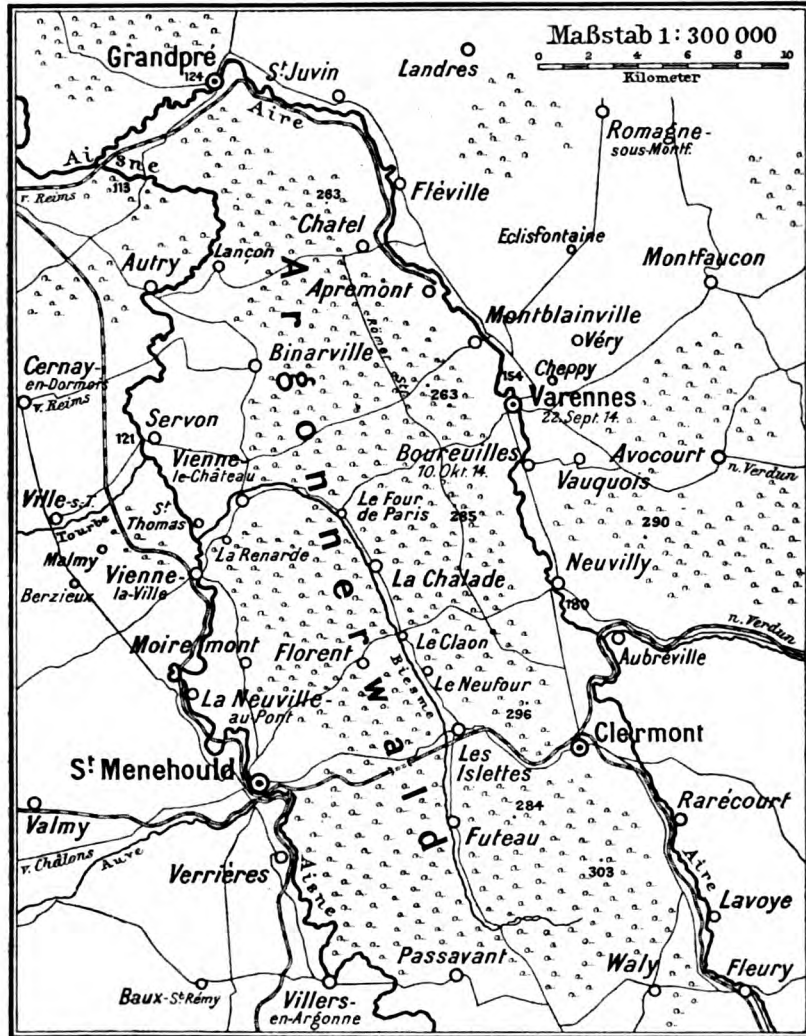 Maßstab 1:300 000
0 2 4 6 8 10
Kilometer
Grandpré
124
St Juvin
Landres
Aire
Romagne-
sous-Montf.
Aisne
113
v. Reims
263
Fléville
Chatel
Eclisfontaine
Lançon
Montfaucon
Autry
Apremont
Montblainville
Römer Str.
Véry
Binarville
Cheppy
Cernay-
en-Dormois
v. Reims
154
263
Varennes
22. Sept. 14.
Servon
121
Boureuilles
10. Okt. 14.
Avocourt
Vienne-
le-Château
Vauquois
n. Verdun
Ville-s.-T.
Tourbe
St
Thomas
Le Four
de Paris
285
290
La Renarde
Malmy
Vienne-
la-Ville
La Chalade
Neuvilly
Berzieux
180
n. Verdun
Moiremont
Florent
Le Claon
Aubréville
Biesme
Le Neufour
La Neuville-
au-Pont
296
Clermont
Les
Islettes
St Menehould
284
Valmy
Rarécourt
Futeau
v. Châlons
Auve
Verrières
303
Aire
Aisne
Lavoye
Passavant
Waly
Fleury
Baux-St Rémy
Villers-
en-Argonne
Argonnerwald